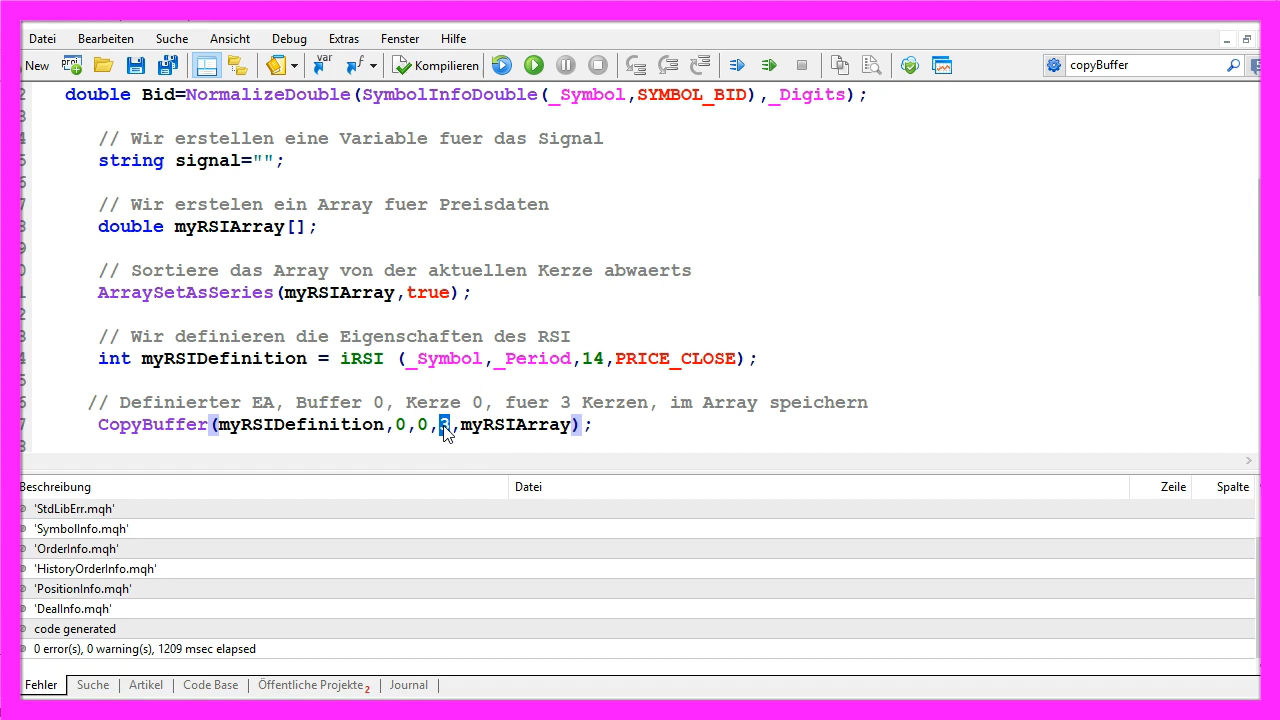 Datei Bearbeiten Suche Ansicht Debug Extras Fenster Hilfe
New Kompilieren copyBuffer
double Bid=NormalizeDouble(SymbolInfoDouble(_Symbol,SYMBOL_BID),_Digits);
// Wir erstellen eine Variable fuer das Signal
string signal="";
// Wir erstelen ein Array fuer Preisdaten
double myRSIArray[];
// Sortiere das Array von der aktuellen Kerze abwaerts
ArraySetAsSeries(myRSIArray,true);
// Wir definieren die Eigenschaften des RSI
int myRSIDefinition = iRSI (_Symbol,_Period,14,PRICE_CLOSE);
// Definierter EA, Buffer 0, Kerze 0, fuer 3 Kerzen, im Array speichern
CopyBuffer(myRSIDefinition,0,0,3,myRSIArray);
Beschreibung Datei Zeile Spalte
'StdLibErr.mqh'
'SymbolInfo.mqh'
'OrderInfo.mqh'
'HistoryOrderInfo.mqh'
'PositionInfo.mqh'
'DealInfo.mqh'
code generated
0 error(s), 0 warning(s), 1209 msec elapsed
Fehler Suche Artikel Code Base Öffentliche Projekte 2 Journal